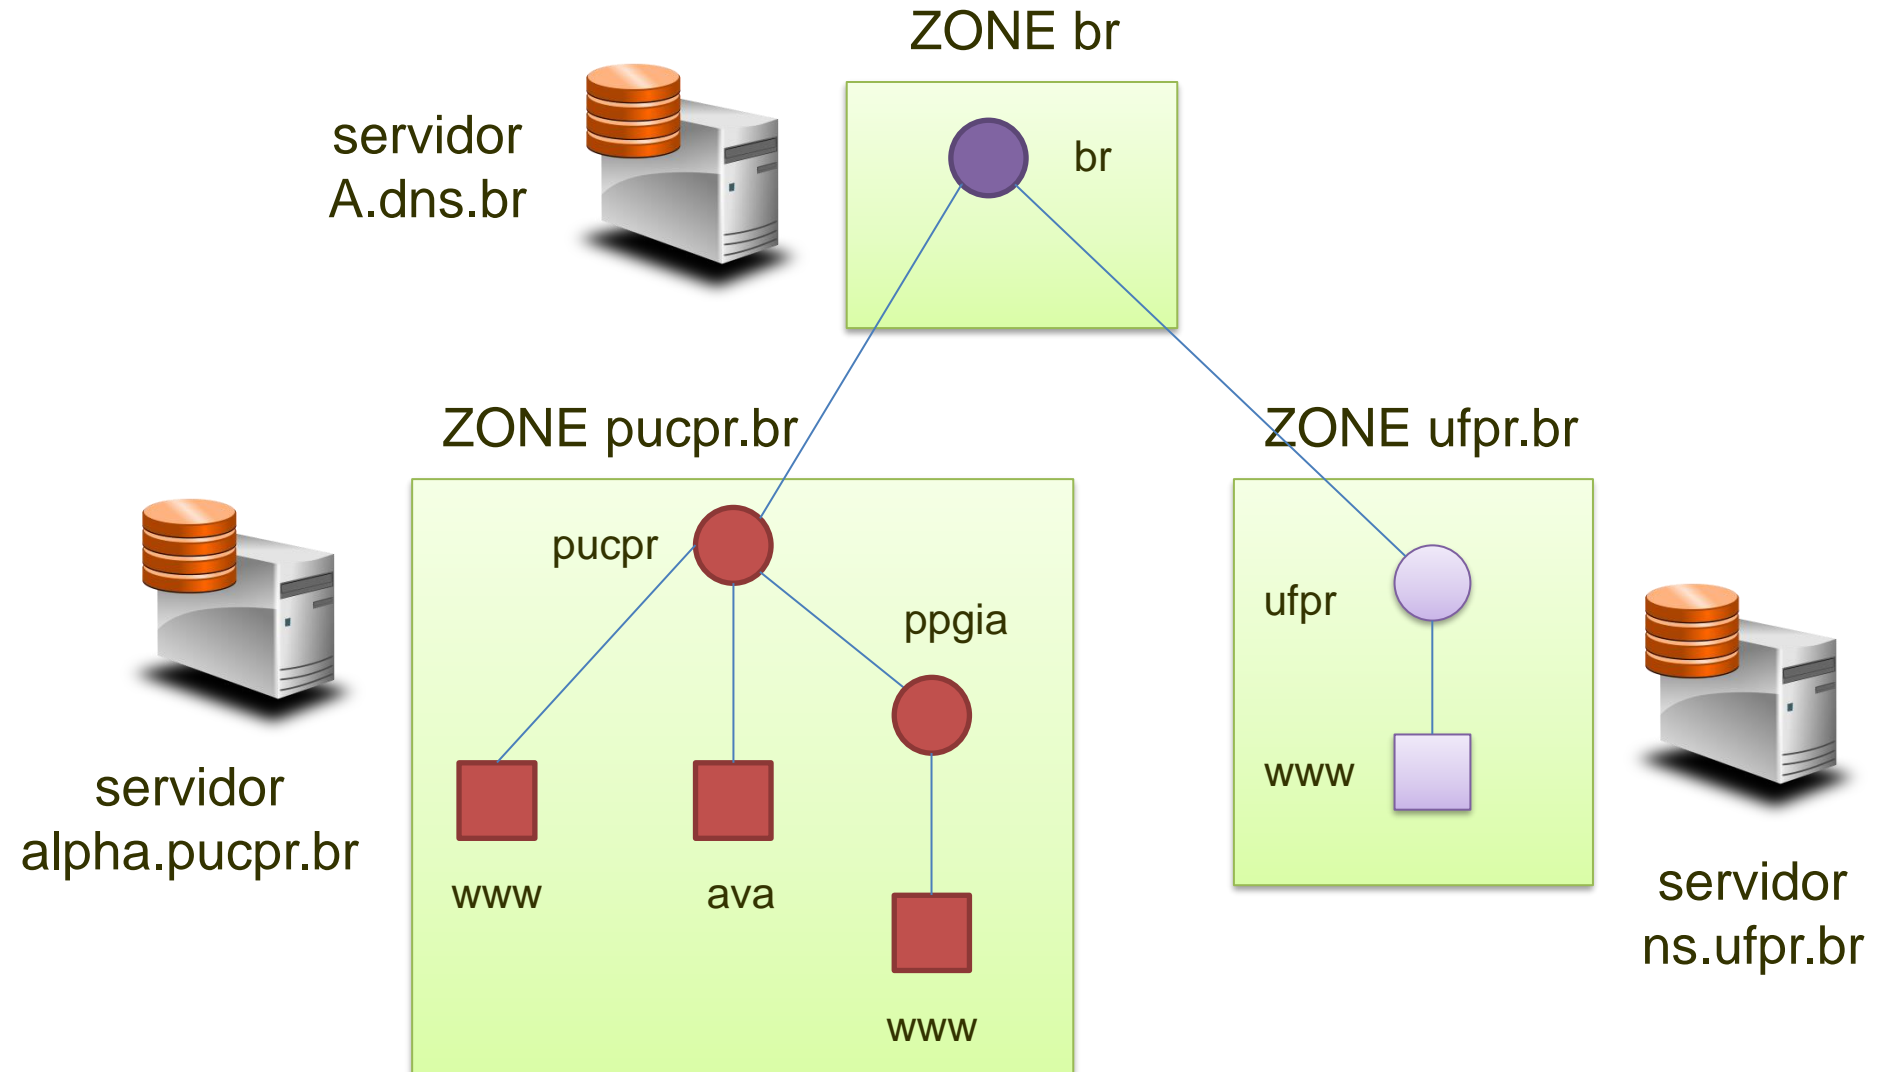 ZONE br
servidor
A.dns.br
br
ZONE pucpr.br
ZONE ufpr.br
pucpr
ppgia
ufpr
www
servidor
alpha.pucpr.br
www
ava
servidor
ns.ufpr.br
www